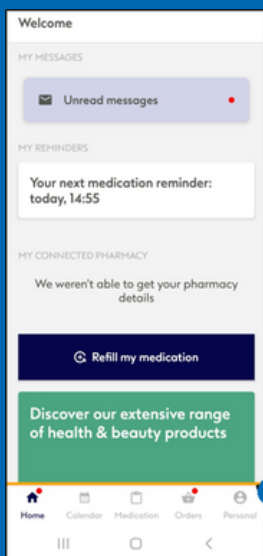 Welcome
MY MESSAGES
Unread messages
MY REMINDERS
Your next medication reminder:
today, 14:55
MY CONNECTED PHARMACY
We weren't able to get your pharmacy
details
Refill my medication
Discover our extensive range
of health & beauty products
Home Calendar Medication Orders Personal